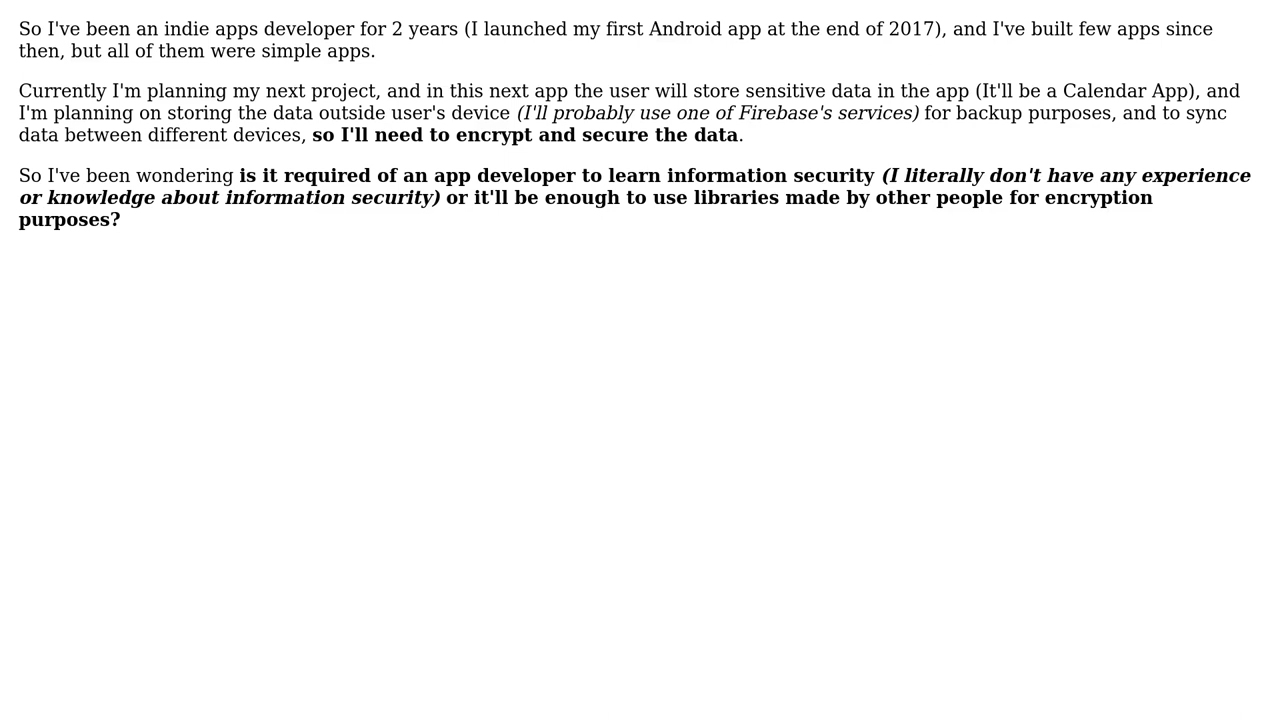 So I've been an indie apps developer for 2 years (I launched my first Android app at the end of 2017), and I've built few apps since
then, but all of them were simple apps.
Currently I'm planning my next project, and in this next app the user will store sensitive data in the app (It'll be a Calendar App), and
I'm planning on storing the data outside user's device (I'll probably use one of Firebase's services) for backup purposes, and to sync
data between different devices, so I'll need to encrypt and secure the data.
So I've been wondering is it required of an app developer to learn information security (I literally don't have any experience
or knowledge about information security) or it'll be enough to use libraries made by other people for encryption
purposes?